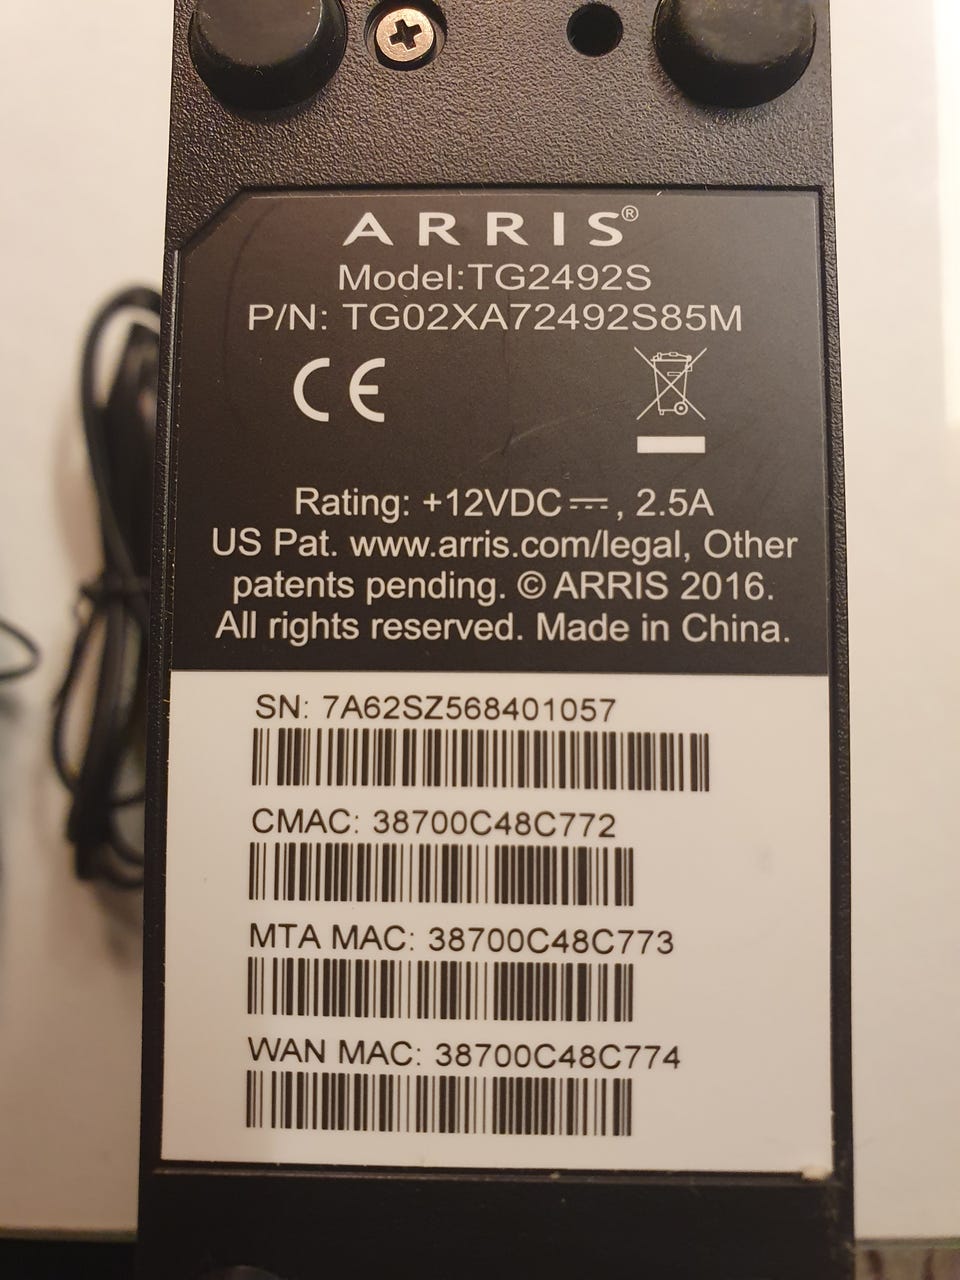 ARRIS®
Model:TG2492S
P/N: TG02XA72492S85M
CE
Rating: +12VDC⎓, 2.5A
US Pat. www.arris.com/legal, Other
patents pending. © ARRIS 2016.
All rights reserved. Made in China.
SN: 7A62SZ568401057
CMAC: 38700C48C772
MTA MAC: 38700C48C773
WAN MAC: 38700C48C774